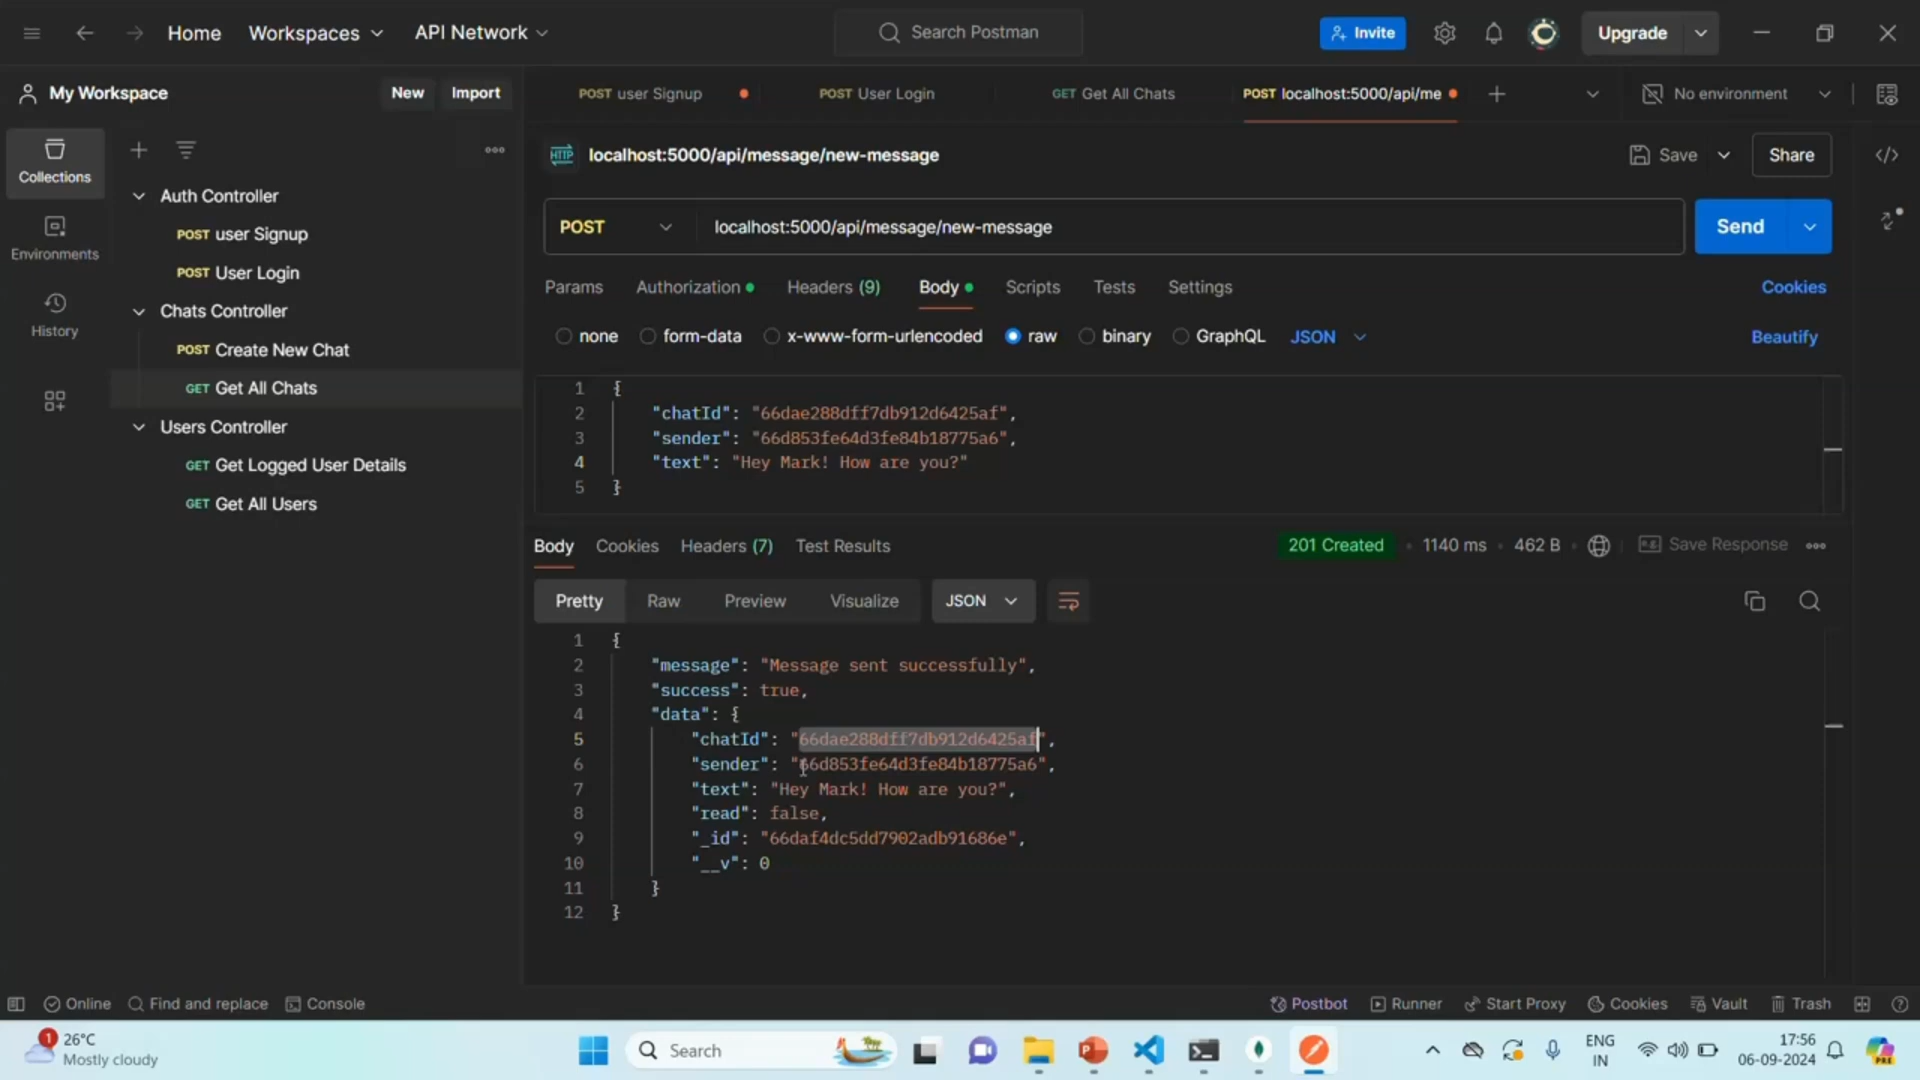 Home
Workspaces
API Network
Search Postman
Invite
Upgrade
My Workspace
New
Import
POST user Signup
POST User Login
GET Get All Chats
POST localhost:5000/api/me
No environment
Collections
Environments
History
Auth Controller
POST user Signup
POST User Login
Chats Controller
POST Create New Chat
GET Get All Chats
Users Controller
GET Get Logged User Details
GET Get All Users
HTTP localhost:5000/api/message/new-message
Save
Share
POST localhost:5000/api/message/new-message
Send
Params
Authorization
Headers (9)
Body
Scripts
Tests
Settings
Cookies
none
form-data
x-www-form-urlencoded
raw
binary
GraphQL
JSON
Beautify
1 {
2 "chatId": "66dae288dff7db912d6425af",
3 "sender": "66d853fe64d3fe84b18775a6",
4 "text": "Hey Mark! How are you?"
5 }
Body
Cookies
Headers (7)
Test Results
201 Created
1140 ms
462 B
Save Response
Pretty
Raw
Preview
Visualize
JSON
1 {
2 "message": "Message sent successfully",
3 "success": true,
4 "data": {
5 "chatId": "66dae288dff7db912d6425af",
6 "sender": "66d853fe64d3fe84b18775a6",
7 "text": "Hey Mark! How are you?",
8 "read": false,
9 "_id": "66daf4dc5dd7902adb91686e",
10 "__v": 0
11 }
12 }
Online
Find and replace
Console
Postbot
Runner
Start Proxy
Cookies
Vault
Trash
1
26°C
Mostly cloudy
Search
ENG
IN
17:56
06-09-2024
PRE